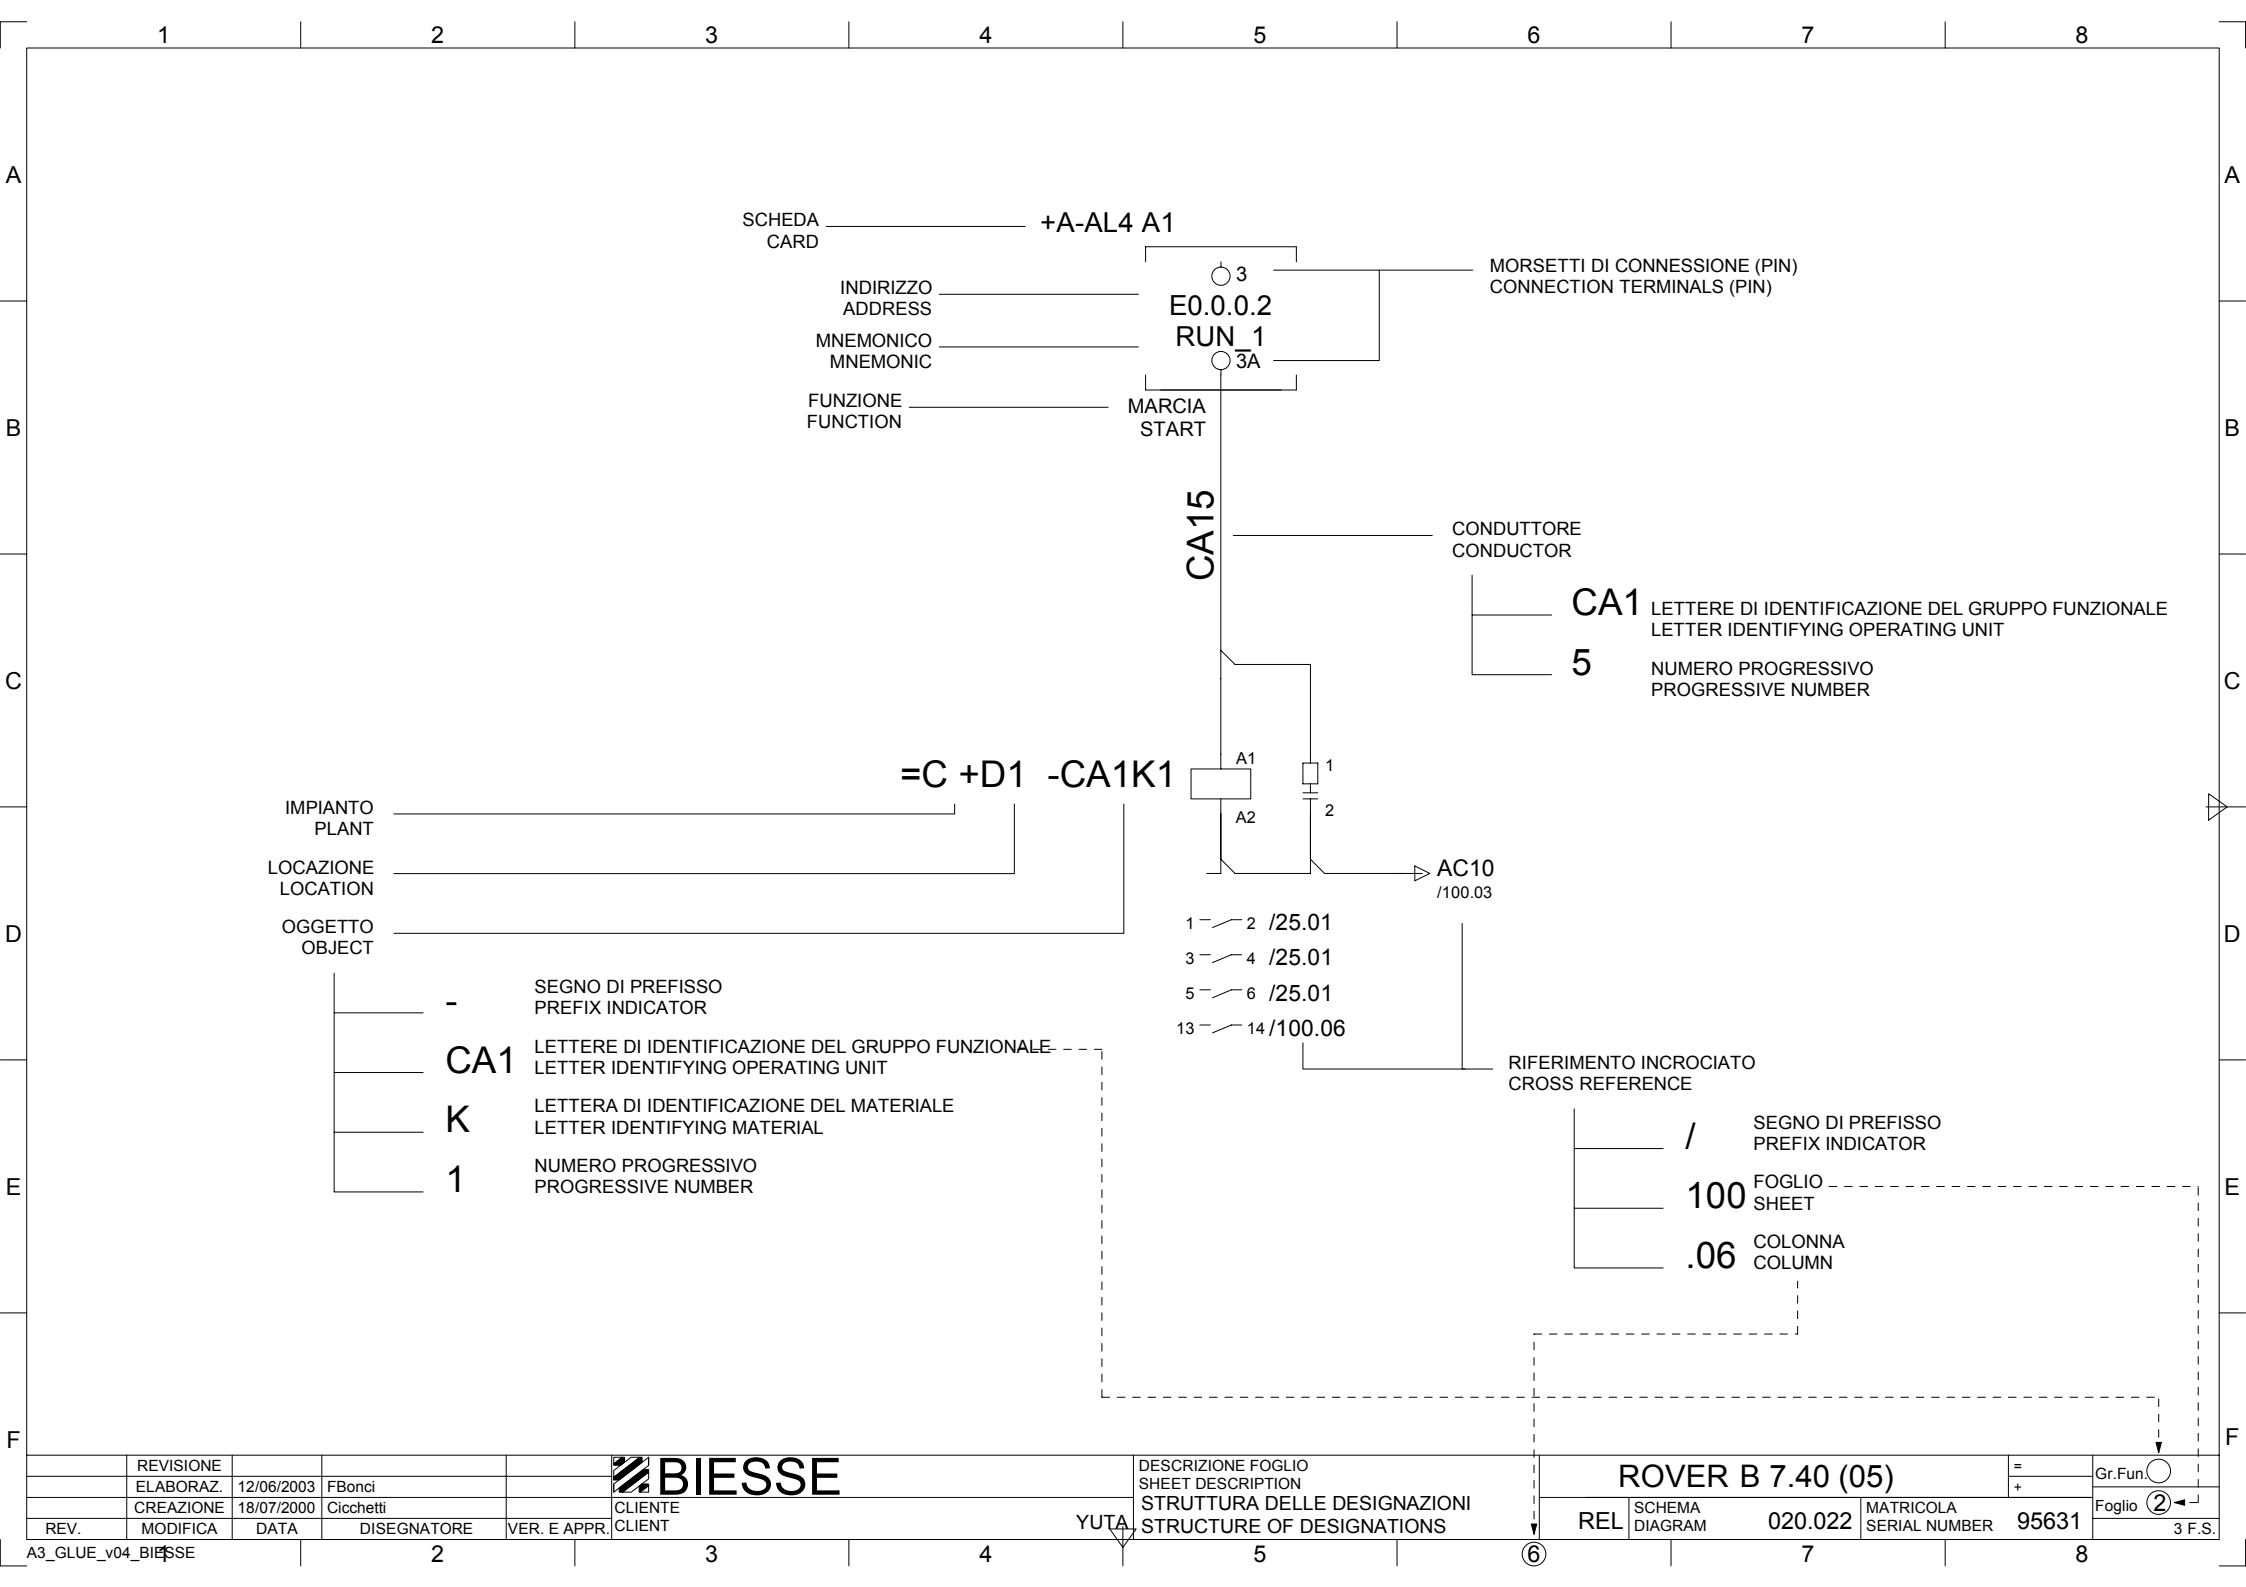 1 2 3 4 5 6 7 8
A A
SCHEDA
CARD
+A-AL4 A1
3
MORSETTI DI CONNESSIONE (PIN)
CONNECTION TERMINALS (PIN)
INDIRIZZO
ADDRESS
E0.0.0.2
MNEMONICO
MNEMONIC
RUN_1
3A
FUNZIONE
FUNCTION
MARCIA
START
B B
CA15
CONDUTTORE
CONDUCTOR
CA1 LETTERE DI IDENTIFICAZIONE DEL GRUPPO FUNZIONALE
LETTER IDENTIFYING OPERATING UNIT
5 NUMERO PROGRESSIVO
PROGRESSIVE NUMBER
C C
=C +D1 -CA1K1
A1
A2
1
2
IMPIANTO
PLANT
LOCAZIONE
LOCATION
AC10
/100.03
OGGETTO
OBJECT
D D
1 2 /25.01
3 4 /25.01
5 6 /25.01
13 14 /100.06
- SEGNO DI PREFISSO
PREFIX INDICATOR
CA1 LETTERE DI IDENTIFICAZIONE DEL GRUPPO FUNZIONALE
LETTER IDENTIFYING OPERATING UNIT
K LETTERA DI IDENTIFICAZIONE DEL MATERIALE
LETTER IDENTIFYING MATERIAL
1 NUMERO PROGRESSIVO
PROGRESSIVE NUMBER
RIFERIMENTO INCROCIATO
CROSS REFERENCE
/ SEGNO DI PREFISSO
PREFIX INDICATOR
100 FOGLIO
SHEET
.06 COLONNA
COLUMN
E E
F F
REVISIONE
ELABORAZ. 12/06/2003 FBonci
CREAZIONE 18/07/2000 Cicchetti
REV. MODIFICA DATA DISEGNATORE VER. E APPR.
BIESSE
CLIENTE
CLIENT
YUTA
DESCRIZIONE FOGLIO
SHEET DESCRIPTION
STRUTTURA DELLE DESIGNAZIONI
STRUCTURE OF DESIGNATIONS
ROVER B 7.40 (05)
REL SCHEMA
DIAGRAM 020.022
MATRICOLA
SERIAL NUMBER 95631
=
+
Gr.Fun.
Foglio 2
3 F.S.
A3_GLUE_v04_BIESSE
1 2 3 4 5 6 7 8